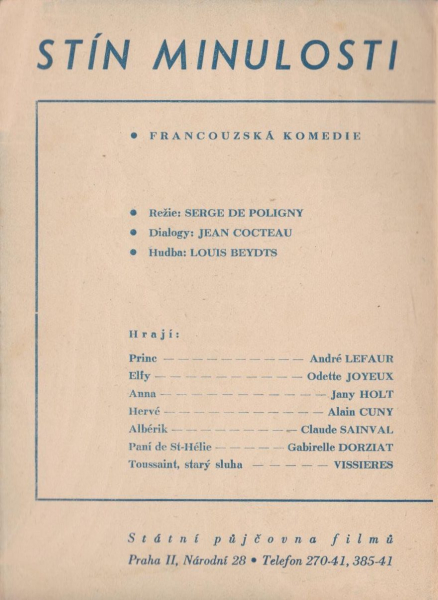 STÍN MINULOSTI
• FRANCOUZSKÁ KOMEDIE
• Režie: SERGE DE POLIGNY
• Dialogy: JEAN COCTEAU
• Hudba: LOUIS BEYDTS
Hrají:
Princ — — — — — — — — — — — André LEFAUR
Elfy — — — — — — — — — — — Odette JOYEUX
Anna — — — — — — — — — — — — Jany HOLT
Hervé — — — — — — — — — — — Alain CUNY
Albérik — — — — — — — — — Claude SAINVAL
Paní de St-Hélie — — — — — Gabirelle DORZIAT
Toussaint, starý sluha — — — — — VISSIERES
Státní půjčovna filmů
Praha II, Národní 28 • Telefon 270-41, 385-41